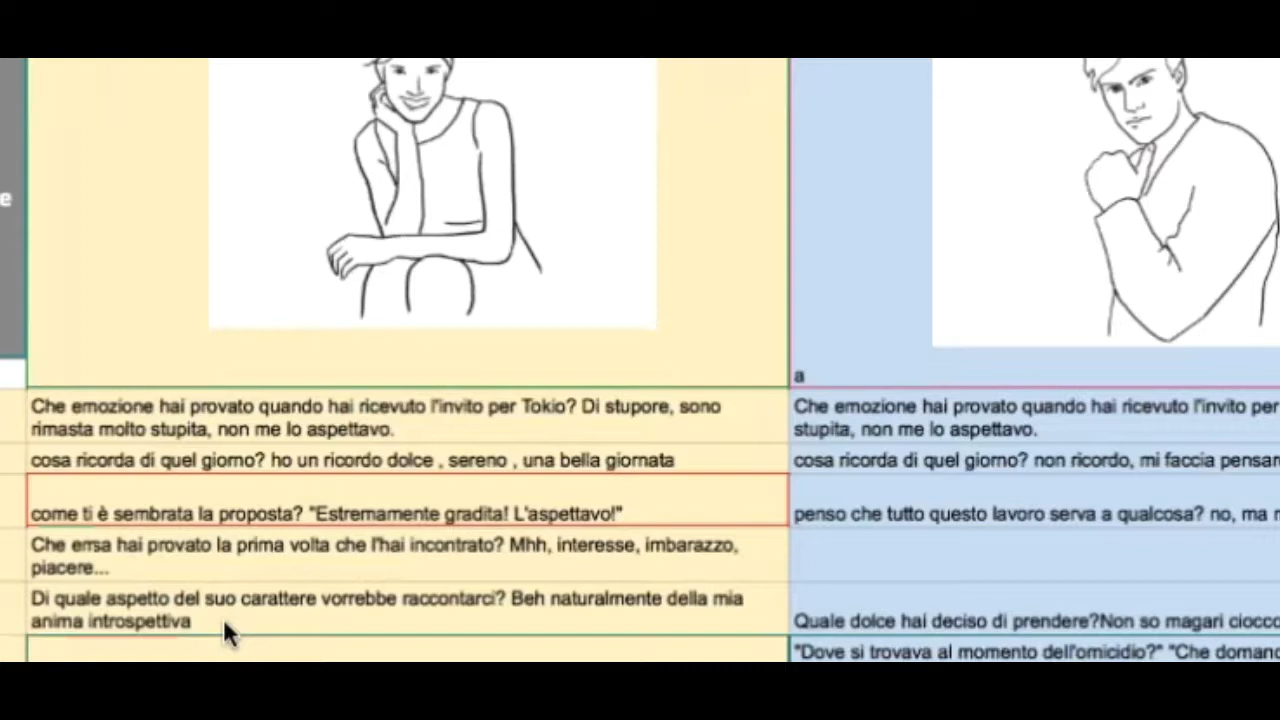 e
a
Che emozione hai provato quando hai ricevuto l'invito per Tokio? Di stupore, sono
rimasta molto stupita, non me lo aspettavo.
cosa ricorda di quel giorno? ho un ricordo dolce , sereno , una bella giornata
come ti è sembrata la proposta? "Estremamente gradita! L'aspettavo!"
Che emsa hai provato la prima volta che l'hai incontrato? Mhh, interesse, imbarazzo,
piacere...
Di quale aspetto del suo carattere vorrebbe raccontarci? Beh naturalmente della mia
anima introspettiva
Che emozione hai provato quando hai ricevuto l'invito per
stupita, non me lo aspettavo.
cosa ricorda di quel giorno? non ricordo, mi faccia
penso che tutto questo lavoro serva a qualcosa? no, ma
Quale dolce hai deciso di prendere?Non so magari
"Dove si trovava al momento dell'omicidio?" "Che